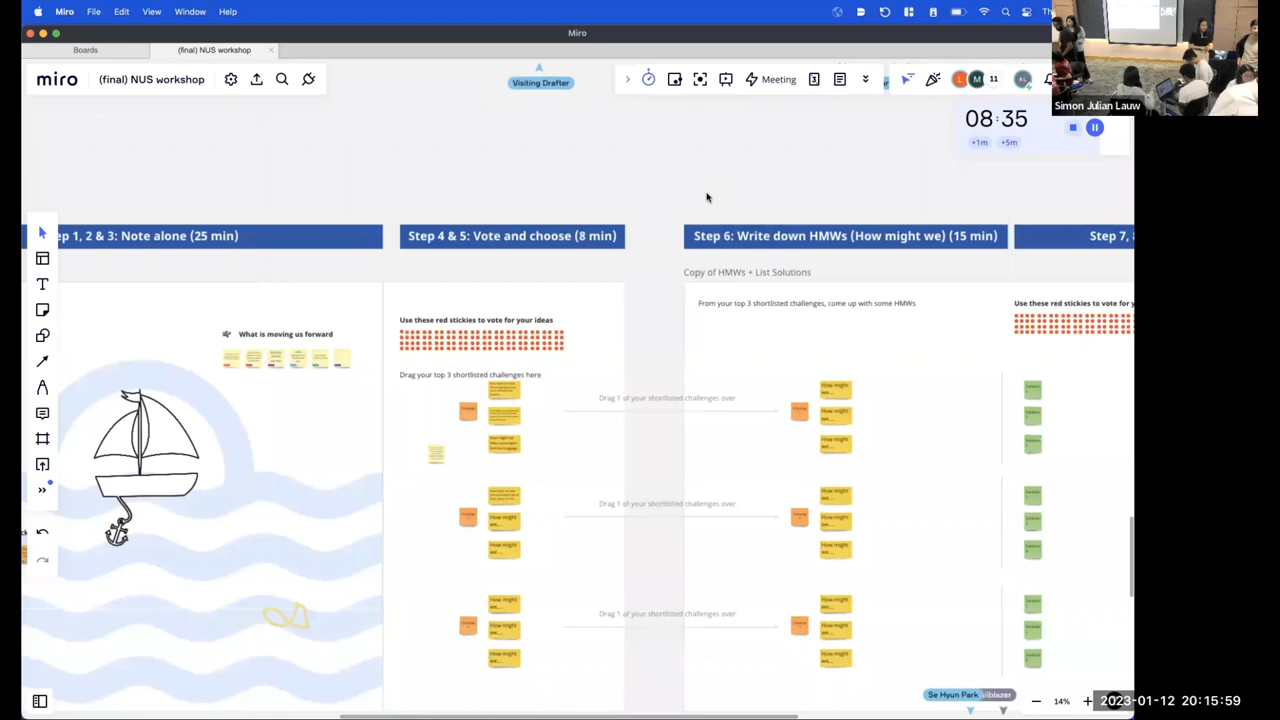 Miro File Edit View Window Help
Miro
Boards
(final) NUS workshop
miro
(final) NUS workshop
Visiting Drafter
Meeting
L M 11
AL
Simon Julian Lauw
08:35
+1m +5m
ep 1, 2 & 3: Note alone (25 min)
Step 4 & 5: Vote and choose (8 min)
Step 6: Write down HMWs (How might we) (15 min)
Step 7,
Copy of HMWs + List Solutions
From your top 3 shortlisted challenges, come up with some HMWs
Use these red stickies to vote for y
Use these red stickies to vote for your ideas
What is moving us forward
Drag your top 3 shortlisted challenges here
Drag 1 of your shortlisted challenges over
How might we....
How might we....
How might we....
Drag 1 of your shortlisted challenges over
How might we....
How might we....
How might we....
How might we....
How might we....
Drag 1 of your shortlisted challenges over
How might we....
How might we....
How might we....
How might we....
How might we....
How might we....
Se Hyun Park
ilblazer
14%
2023-01-12 20:15:59